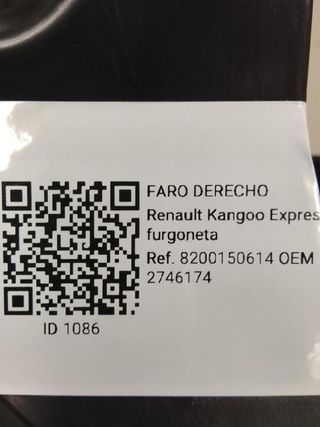 FARO DERECHO
Renault Kangoo Expres
furgoneta
Ref. 8200150614 OEM
2746174
ID 1086